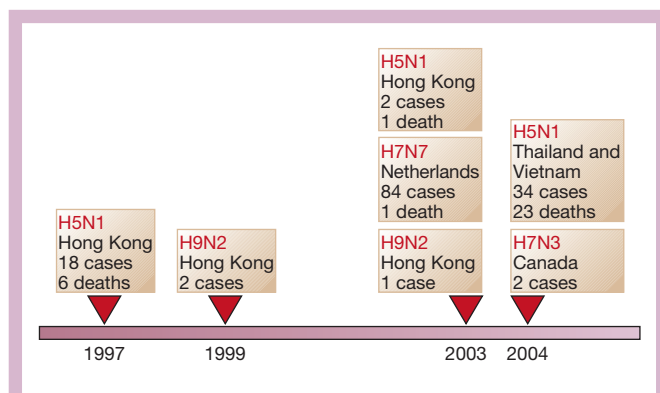 H5N1
Hong Kong
18 cases
6 deaths
H9N2
Hong Kong
2 cases
H5N1
Hong Kong
2 cases
1 death
H7N7
Netherlands
84 cases
1 death
H9N2
Hong Kong
1 case
H5N1
Thailand and
Vietnam
34 cases
23 deaths
H7N3
Canada
2 cases
1997
1999
2003
2004